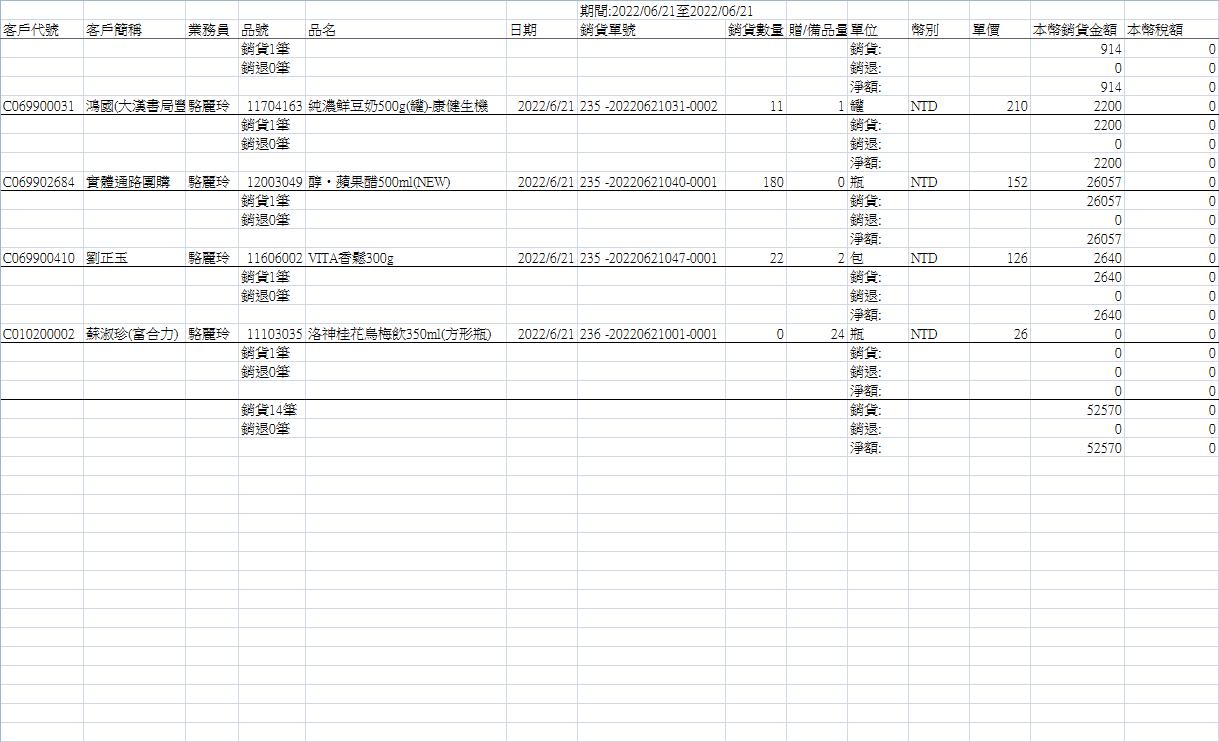 期間:2022/06/21至2022/06/21
客戶代號 客戶簡稱 業務員 品號 品名 日期 銷貨單號 銷貨數量 贈/備品量 單位 幣別 單價 本幣銷貨金額 本幣稅額
銷貨1筆 銷貨: 914 0
銷退0筆 銷退: 0 0
淨額: 914 0
C069900031 鴻國(大漢書局豐 駱麗玲 11704163 純濃鮮豆奶500g(罐)-康健生機 2022/6/21 235 -20220621031-0002 11 1 罐 NTD 210 2200 0
銷貨1筆 銷貨: 2200 0
銷退0筆 銷退: 0 0
淨額: 2200 0
C069902684 實體通路團購 駱麗玲 12003049 醇‧蘋果醋500ml(NEW) 2022/6/21 235 -20220621040-0001 180 0 瓶 NTD 152 26057 0
銷貨1筆 銷貨: 26057 0
銷退0筆 銷退: 0 0
淨額: 26057 0
C069900410 劉正玉 駱麗玲 11606002 VITA香鬆300g 2022/6/21 235 -20220621047-0001 22 2 包 NTD 126 2640 0
銷貨1筆 銷貨: 2640 0
銷退0筆 銷退: 0 0
淨額: 2640 0
C010200002 蘇淑珍(富合力) 駱麗玲 11103035 洛神桂花烏梅飲350ml(方形瓶) 2022/6/21 236 -20220621001-0001 0 24 瓶 NTD 26 0 0
銷貨1筆 銷貨: 0 0
銷退0筆 銷退: 0 0
淨額: 0 0
銷貨14筆 銷貨: 52570 0
銷退0筆 銷退: 0 0
淨額: 52570 0